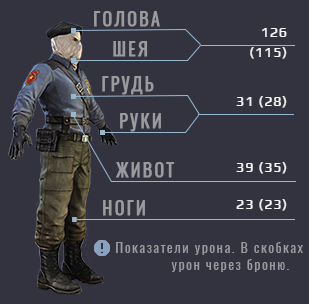 ГОЛОВА
126
ШЕЯ
(115)
ГРУДЬ
31 (28)
РУКИ
ЖИВОТ
39 (35)
НОГИ
23 (23)
Показатели урона. В скобках
урон через броню.